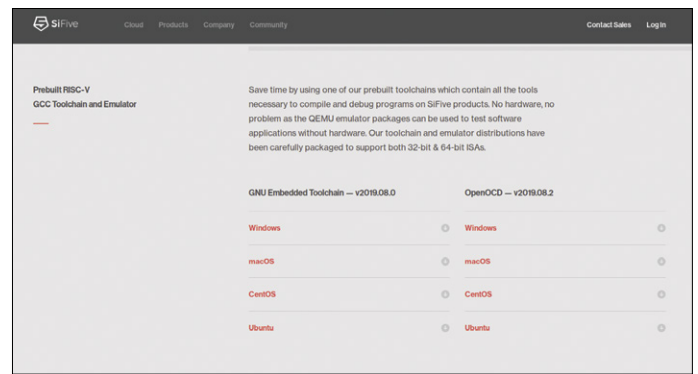 SiFive
Cloud Products Company Community
Contact Sales Log In
Prebuilt RISC-V
GCC Toolchain and Emulator
Save time by using one of our prebuilt toolchains which contain all the tools
necessary to compile and debug programs on SiFive products. No hardware, no
problem as the QEMU emulator packages can be used to test software
applications without hardware. Our toolchain and emulator distributions have
been carefully packaged to support both 32-bit & 64-bit ISAs.
GNU Embedded Toolchain — v2019.08.0
Windows
macOS
CentOS
Ubuntu
OpenOCD — v2019.08.2
Windows
macOS
CentOS
Ubuntu